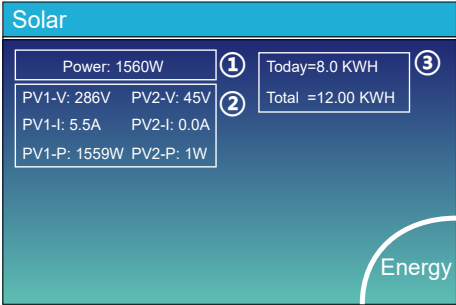 Solar
Power: 1560W ①
PV1-V: 286V PV2-V: 45V ②
PV1-I: 5.5A PV2-I: 0.0A
PV1-P: 1559W PV2-P: 1W
Today=8.0 KWH ③
Total =12.00 KWH
Energy